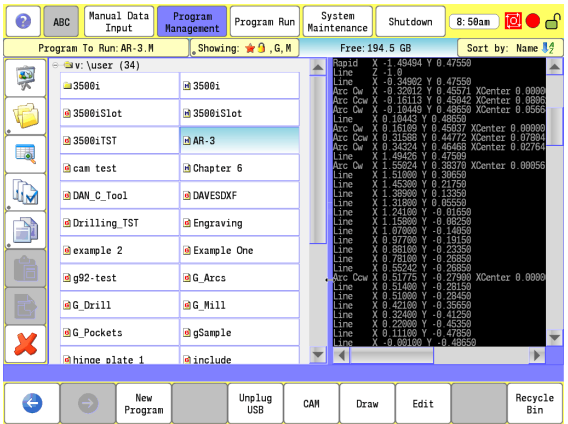 ABC
Manual Data
Input
Program
Management
Program Run
System
Maintenance
Shutdown
8:50am
Program To Run: AR-3.M
Showing: ,G,M
Free: 194.5 GB
Sort by: Name
v: \user (34)
3500i
3500i
3500iSlot
3500iSlot
3500iTST
AR-3
cam test
Chapter 6
DAN_C_Tool
DAVESDXF
Drilling_TST
Engraving
example 2
Example One
g92-test
G_Arcs
G_Drill
G_Mill
G_Pockets
gSample
hinge plate 1
include
Rapid X -1.49494 Y 0.47550
Line Z -1.0
Line X -0.34902 Y 0.47550
Arc Cw X -0.32012 Y 0.45571 XCenter 0.0000
Arc Ccw X -0.16113 Y 0.45042 XCenter 0.0806
Arc Cw X -0.10449 Y 0.48650 XCenter 0.0566
Line X 0.10443 Y 0.48650
Arc Cw X 0.16109 Y 0.45037 XCenter 0.00000
Arc Ccw X 0.31588 Y 0.44772 XCenter 0.07804
Arc Cw X 0.34324 Y 0.46468 XCenter 0.02764
Line X 1.49426 Y 0.47509
Arc Cw X 1.55024 Y 0.38370 XCenter 0.00056
Line X 1.51000 Y 0.30650
Line X 1.45300 Y 0.21750
Line X 1.38900 Y 0.13350
Line X 1.31800 Y 0.05550
Line X 1.24100 Y -0.01650
Line X 1.15800 Y -0.08250
Line X 1.07000 Y -0.14050
Line X 0.97700 Y -0.19150
Line X 0.88100 Y -0.23350
Line X 0.78100 Y -0.26850
Line X 0.55242 Y -0.26850
Arc Ccw X 0.51775 Y -0.27900 XCenter 0.0000
Line X 0.51400 Y -0.28150
Line X 0.51000 Y -0.28450
Line X 0.42100 Y -0.35650
Line X 0.32400 Y -0.41250
Line X 0.22000 Y -0.45350
Line X 0.11100 Y -0.47850
Line X -0.00100 Y -0.48650
New
Program
Unplug
USB
CAM
Draw
Edit
Recycle
Bin